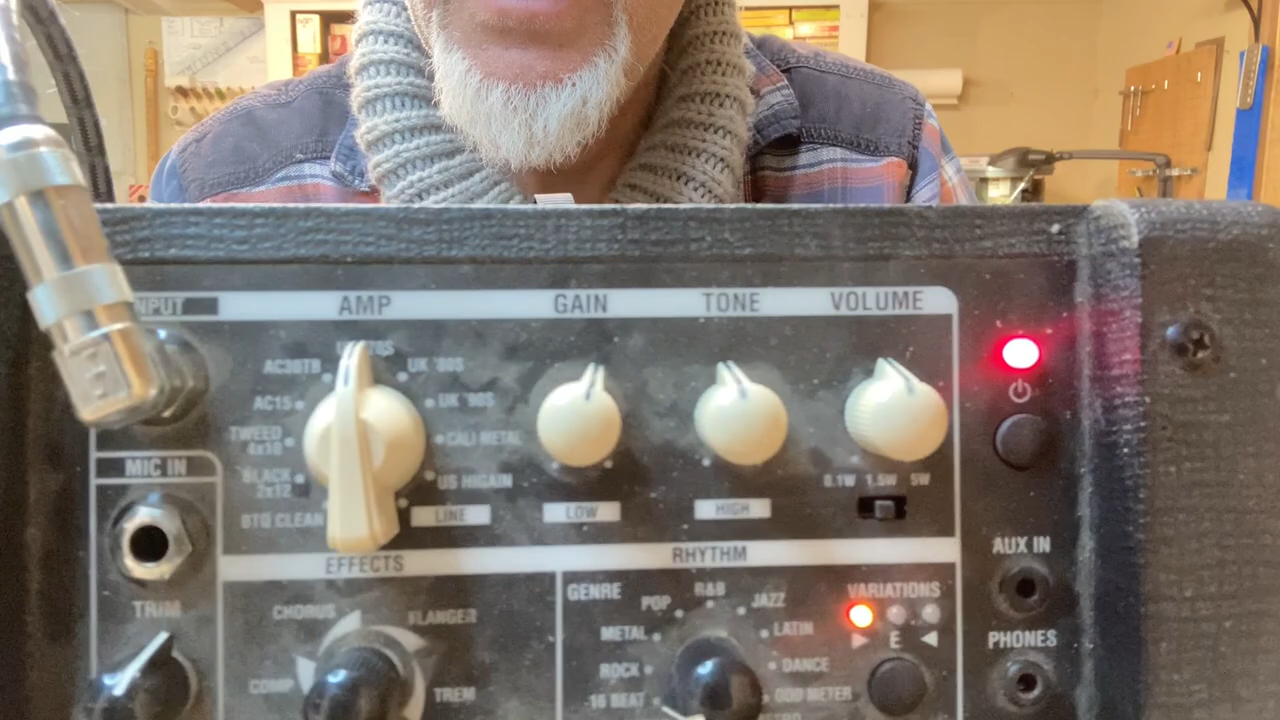 INPUT
AMP
GAIN
TONE
VOLUME
AC30TB
UK '80S
AC15
UK '90S
TWEED
4x10
CALI METAL
BLACK
2x12
US HIGAIN
BTQ CLEAN
LINE
LOW
HIGH
0.1W 1.5W 5W
MIC IN
TRIM
EFFECTS
CHORUS
FLANGER
COMP
TREM
RHYTHM
GENRE
POP
R&B
JAZZ
METAL
LATIN
ROCK
DANCE
16 BEAT
ODD METER
VARIATIONS
E
AUX IN
PHONES